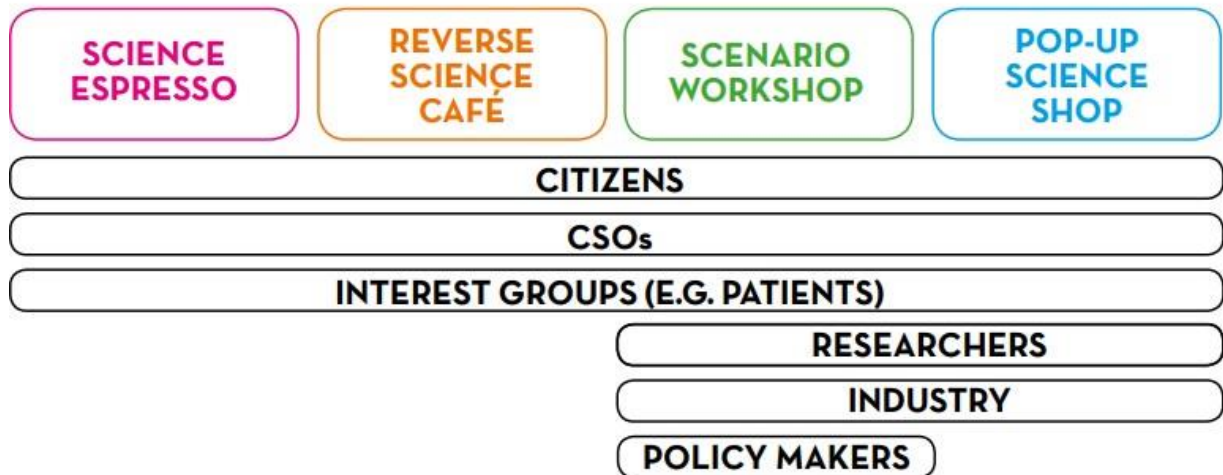 SCIENCE
ESPRESSO
REVERSE
SCIENCE
CAFÉ
SCENARIO
WORKSHOP
POP-UP
SCIENCE
SHOP
CITIZENS
CSOs
INTEREST GROUPS (E.G. PATIENTS)
RESEARCHERS
INDUSTRY
POLICY MAKERS